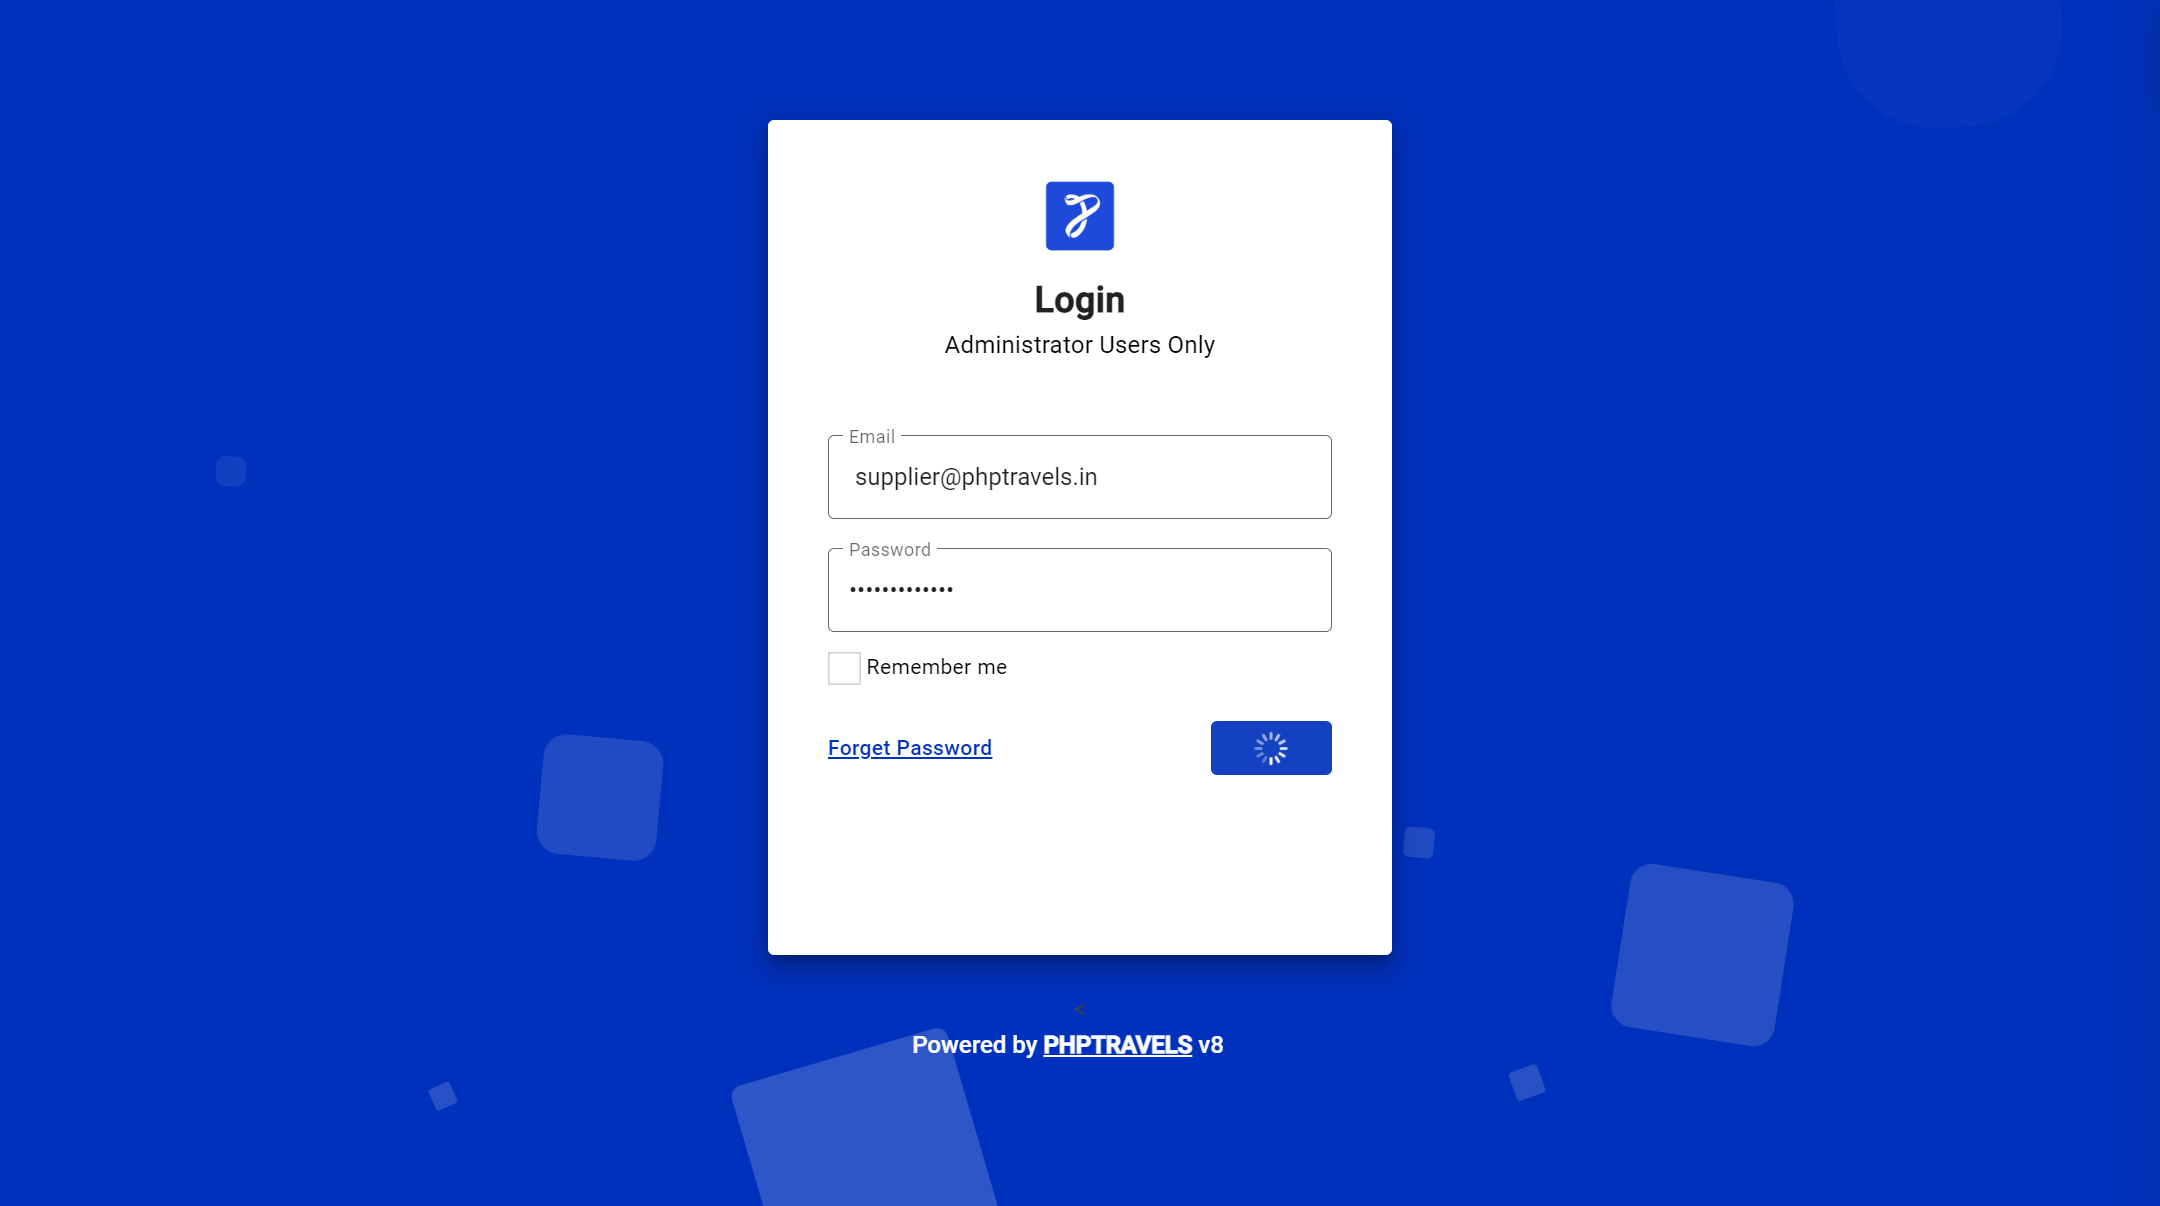 Login
Administrator Users Only
Email
supplier@phptravels.in
Password
•••••••••••••
Remember me
Forget Password
<
Powered by PHPTRAVELS v8